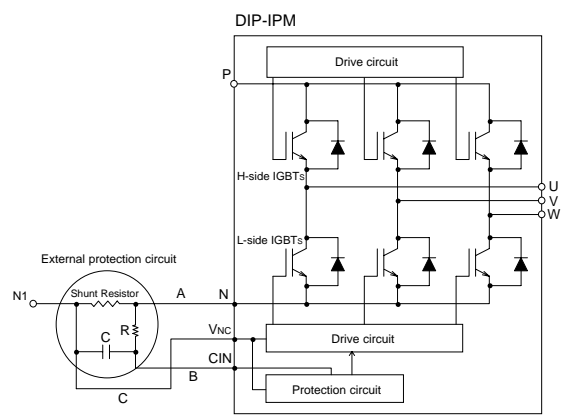 DIP-IPM
Drive circuit
P
H-side IGBTs
U
V
W
L-side IGBTs
External protection circuit
N1
Shunt Resistor
A
N
R
C
VNC
Drive circuit
CIN
B
C
Protection circuit